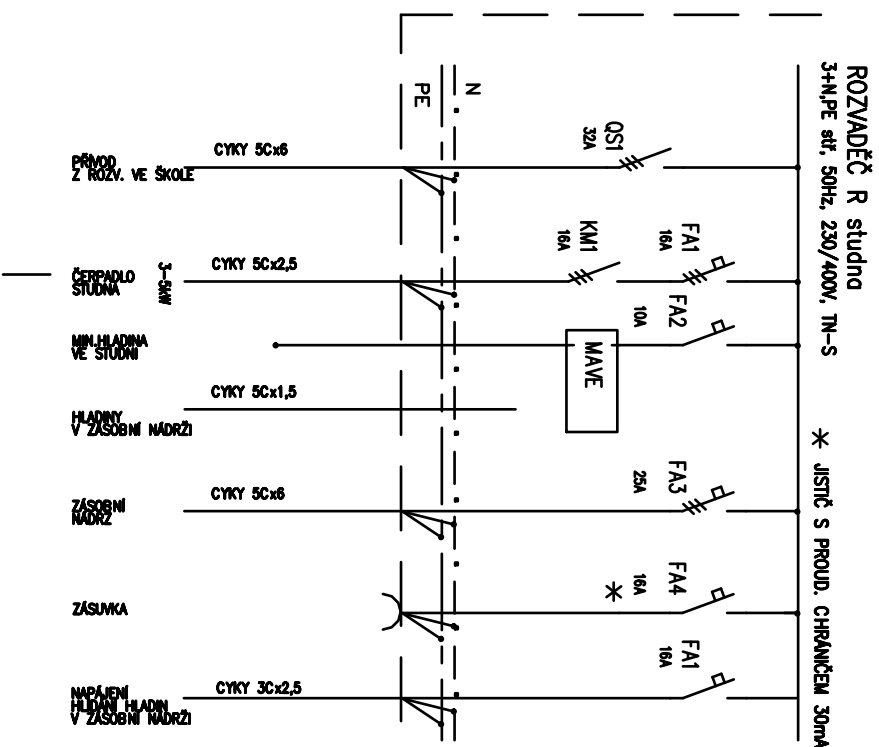 ROZVADĚČ R studna
3+N,PE stř, 50Hz, 230/400V, TN-S
* JISTIČ S PROUD. CHRÁNIČEM 30mA
PE
N
PŘÍVOD
Z ROZV. VE ŠKOLE
CYKY 5Cx6
QS1
32A
ČERPADLO
STUDNA
3-5kW
CYKY 5Cx2,5
KM1
16A
FA1
16A
MIN.HLADINA
VE STUDNI
MAVE
FA2
10A
HLADINY
V ZÁSOBNÍ NÁDRŽI
CYKY 5Cx1,5
ZÁSOBNÍ
NÁDRŽ
CYKY 5Cx6
FA3
25A
ZÁSUVKA
*
FA4
16A
NAPÁJENÍ
HLÍDÁNÍ HLADIN
V ZÁSOBNÍ NÁDRŽI
CYKY 3Cx2,5
FA1
16A